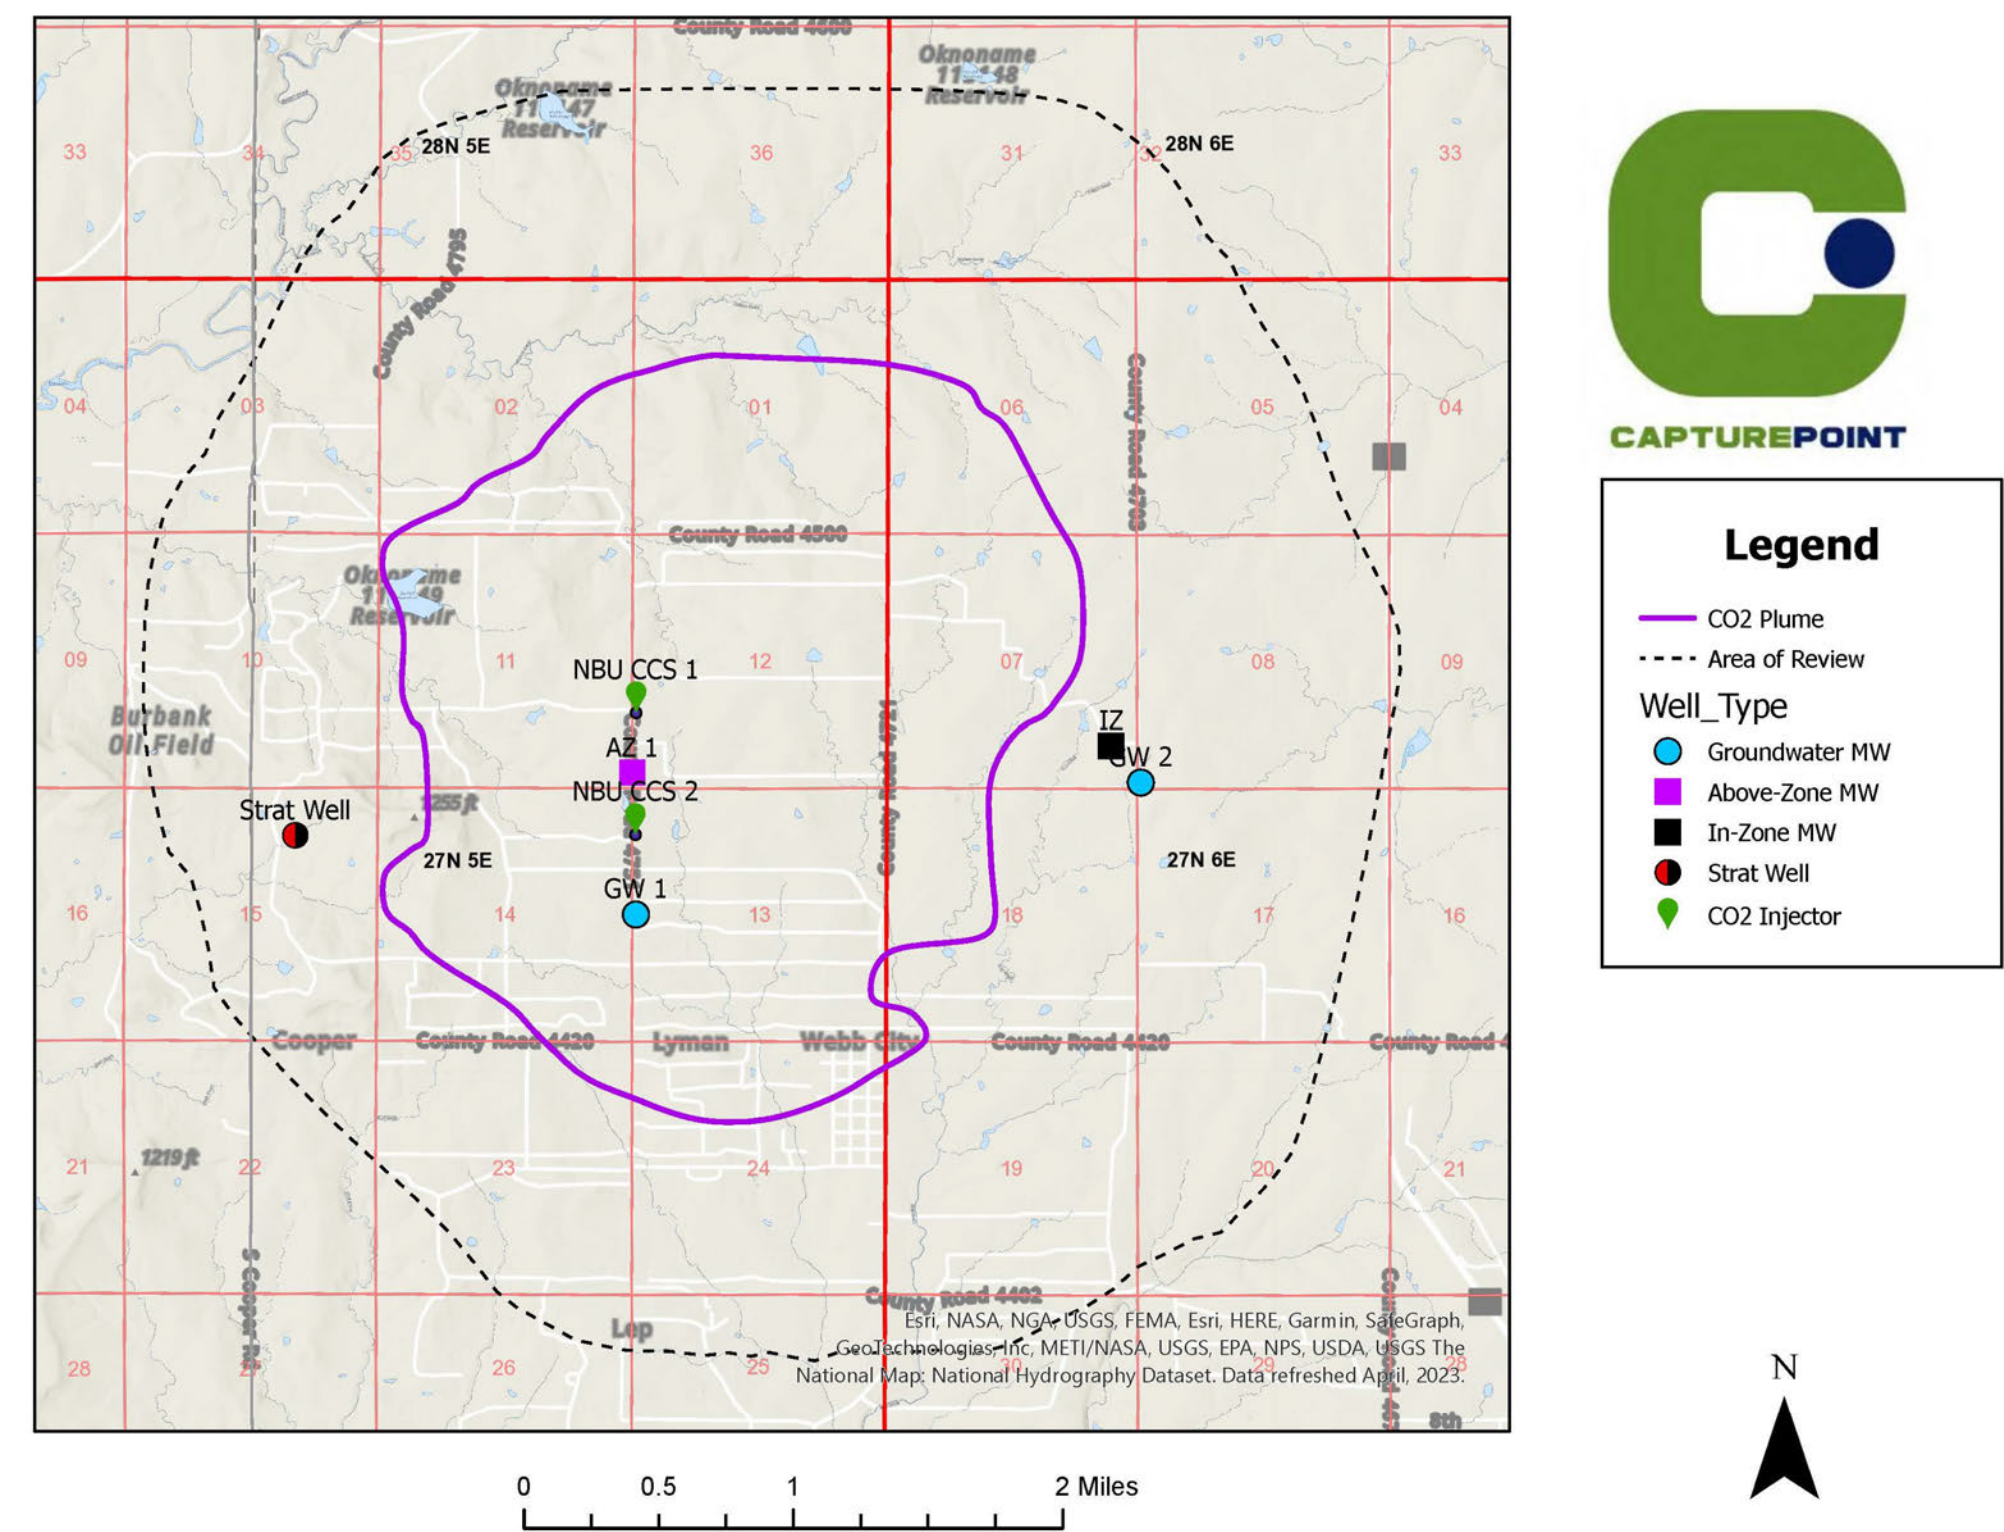 County Road 4600
Oknoname
Reservoir
Oknoname
Reservoir
28N 5E
28N 6E
33
34
35
36
31
32
33
County Road 4795
04
03
02
01
06
05
04
County Road 4500
Oknoname
Reservoir
09
10
11
12
07
08
09
NBU CCS 1
Burbank
Oil Field
AZ 1
IZ
GW 2
NBU CCS 2
County Road 4721
Strat Well
1255 ft
27N 5E
27N 6E
GW 1
16
15
14
13
18
17
16
Cooper
County Road 4420
Lyman
Webb City
County Road 4420
County Road 4
1219 ft
21
22
23
24
19
20
21
S Cooper Rd
County Road 4402
Lep
28
27
26
25
30
29
28
8th
Esri, NASA, NGA, USGS, FEMA, Esri, HERE, Garmin, SafeGraph,
GeoTechnologies, Inc, METI/NASA, USGS, EPA, NPS, USDA, USGS The
National Map: National Hydrography Dataset. Data refreshed April, 2023.
0 0.5 1 2 Miles
CAPTUREPOINT
Legend
CO2 Plume
Area of Review
Well_Type
Groundwater MW
Above-Zone MW
In-Zone MW
Strat Well
CO2 Injector
N